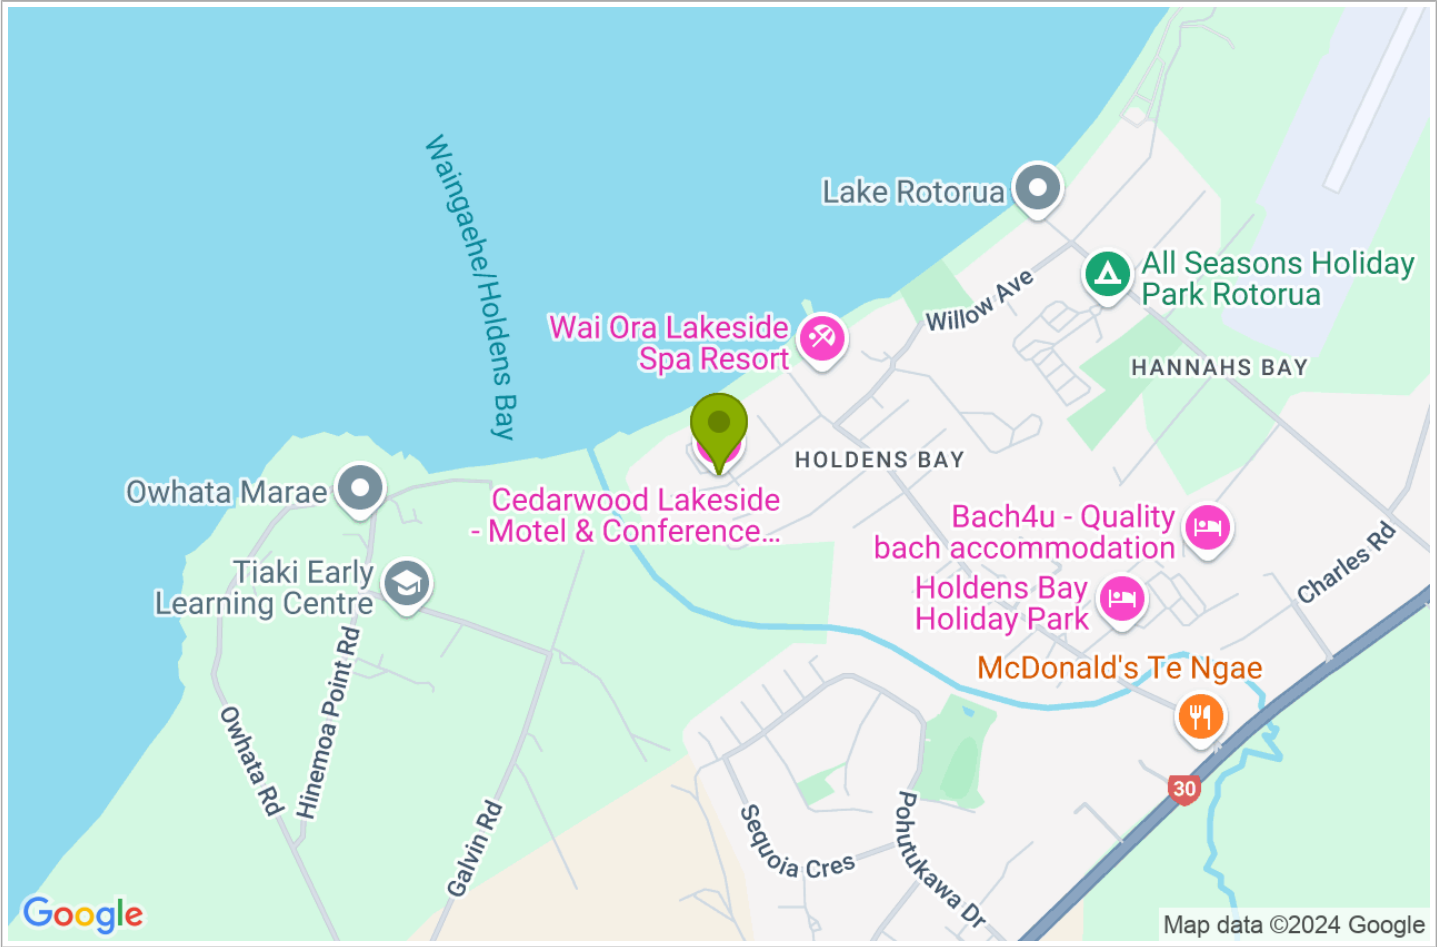 Waingaehe/Holdens Bay
Lake Rotorua
All Seasons Holiday
Park Rotorua
Willow Ave
Wai Ora Lakeside
Spa Resort
HANNAHS BAY
HOLDENS BAY
Owhata Marae
Cedarwood Lakeside
- Motel & Conference...
Bach4u - Quality
bach accommodation
Charles Rd
Tiaki Early
Learning Centre
Holdens Bay
Holiday Park
Hinemoa Point Rd
McDonald's Te Ngae
Owhata Rd
30
Galvin Rd
Sequoia Cres
Pohutukawa Dr
Google
Map data ©2024 Google